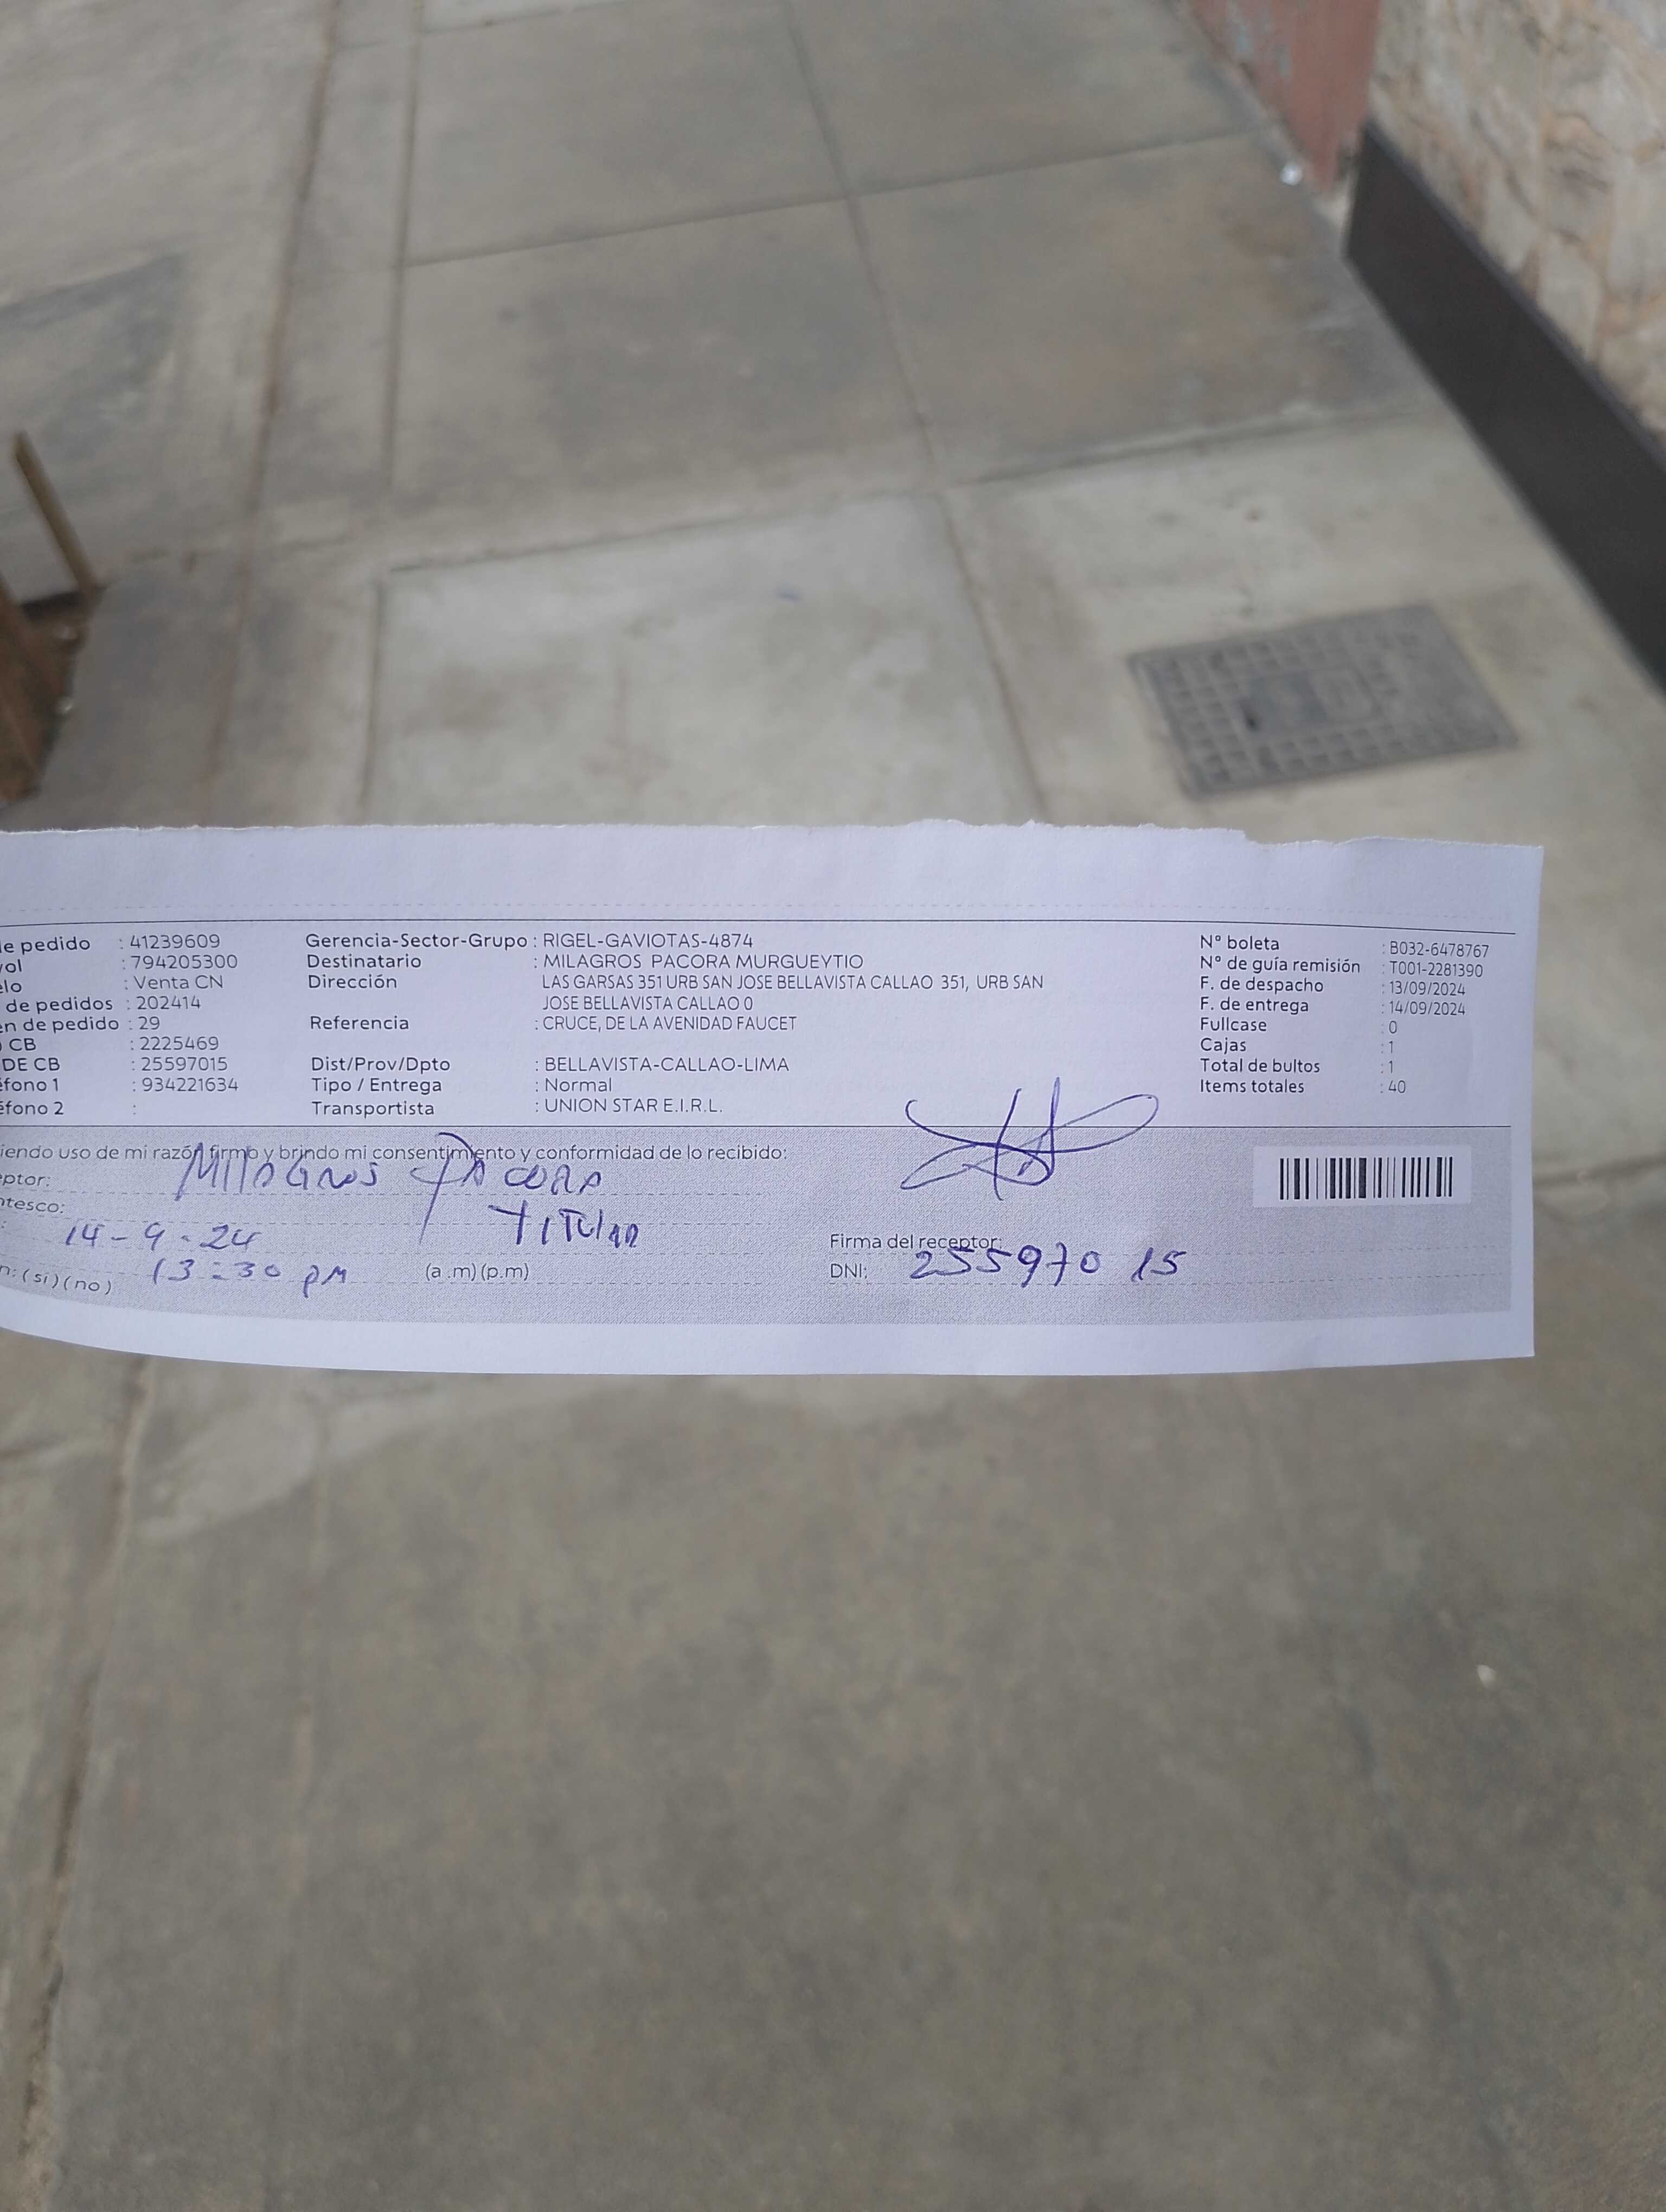 e pedido : 41239609 Gerencia-Sector-Grupo : RIGEL-GAVIOTAS-4874 N° boleta : B032-6478767
vol : 794205300 Destinatario : MILAGROS PACORA MURGUEYTIO N° de guía remisión : T001-2281390
elo : Venta CN Dirección LAS GARSAS 351 URB SAN JOSE BELLAVISTA CALLAO 351, URB SAN F. de despacho : 13/09/2024
de pedidos : 202414 JOSE BELLAVISTA CALLAO 0 F. de entrega : 14/09/2024
en de pedido : 29 Referencia : CRUCE, DE LA AVENIDAD FAUCET Fullcase : 0
CB : 2225469 Cajas : 1
DE CB : 25597015 Dist/Prov/Dpto : BELLAVISTA-CALLAO-LIMA Total de bultos : 1
éfono 1 : 934221634 Tipo / Entrega : Normal Items totales : 40
éfono 2 : Transportista : UNION STAR E.I.R.L.
iendo uso de mi razón firmo y brindo mi consentimiento y conformidad de lo recibido:
eptor: MilAGRos PACORA
ntesco: TITUlAR
: 14-9-24 Firma del receptor:
n: (si) (no) 13:30 pM (a.m) (p.m) DNI: 25597015